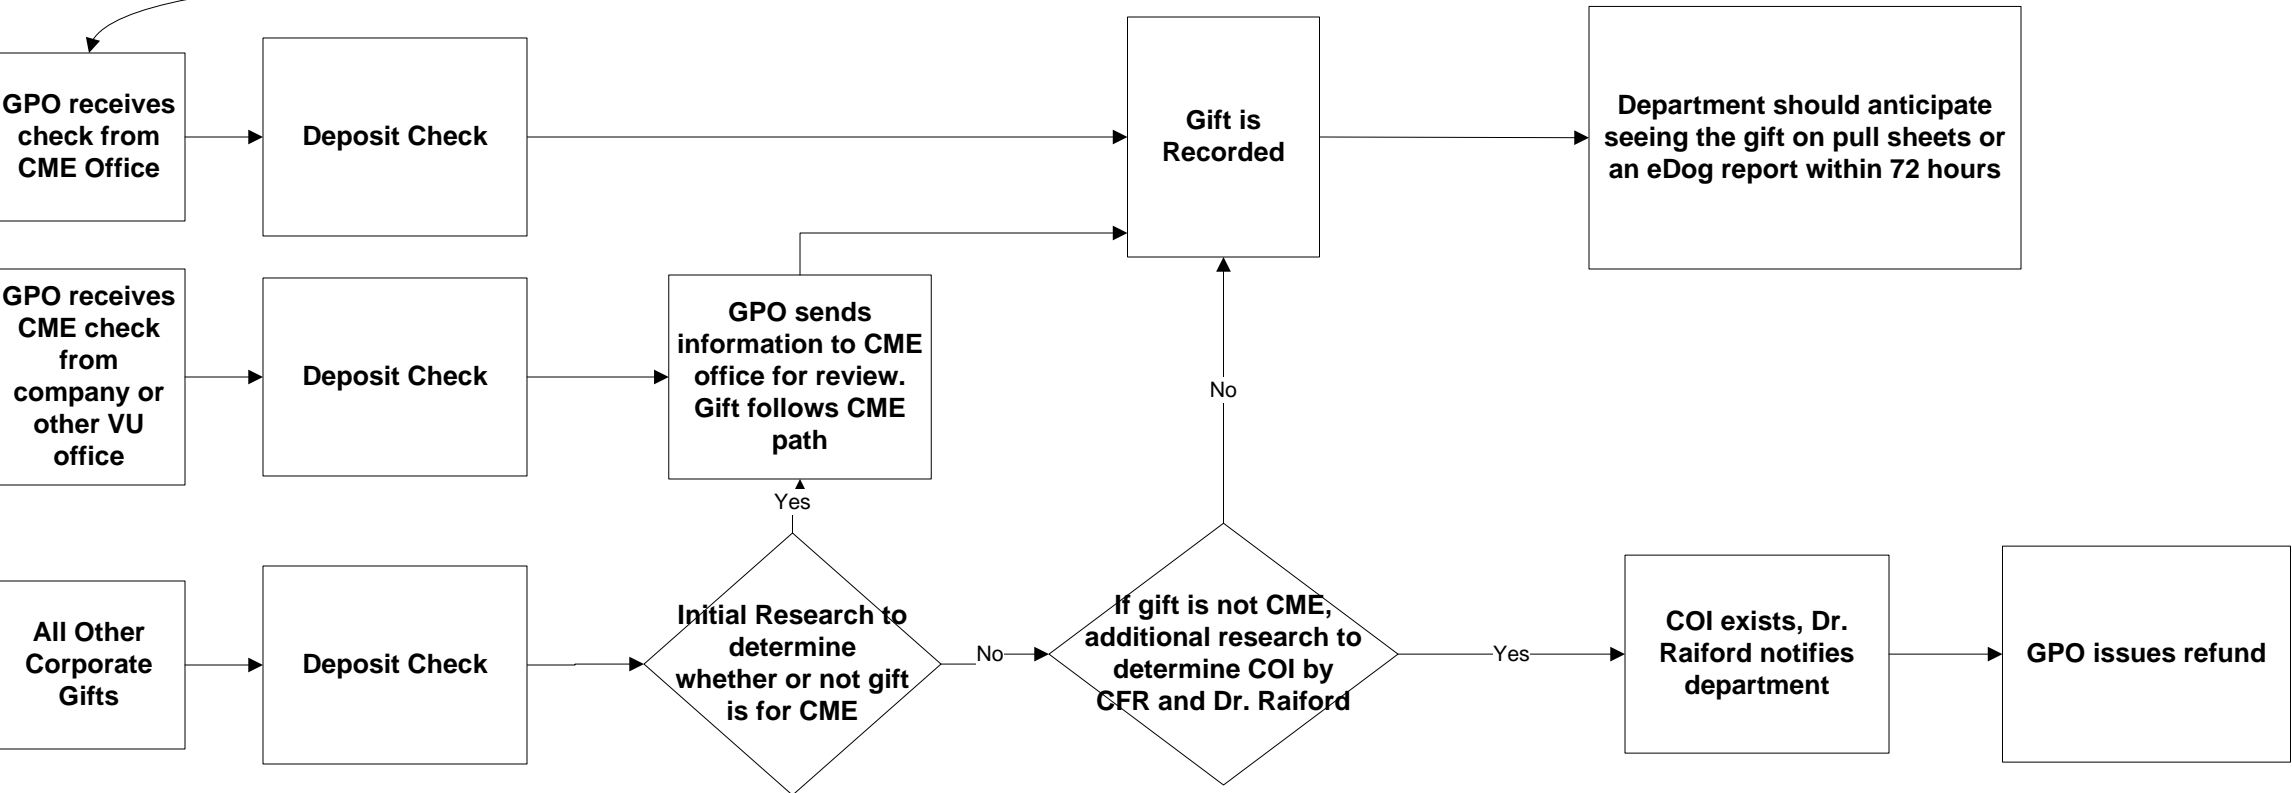 GPO receives
check from
CME Office
Deposit Check
Gift is
Recorded
Department should anticipate
seeing the gift on pull sheets or
an eDog report within 72 hours
GPO receives
CME check
from
company or
other VU
office
Deposit Check
GPO sends
information to CME
office for review.
Gift follows CME
path
No
Yes
All Other
Corporate
Gifts
Deposit Check
Initial Research to
determine
whether or not gift
is for CME
No
If gift is not CME,
additional research to
determine COI by
CFR and Dr. Raiford
Yes
COI exists, Dr.
Raiford notifies
department
GPO issues refund